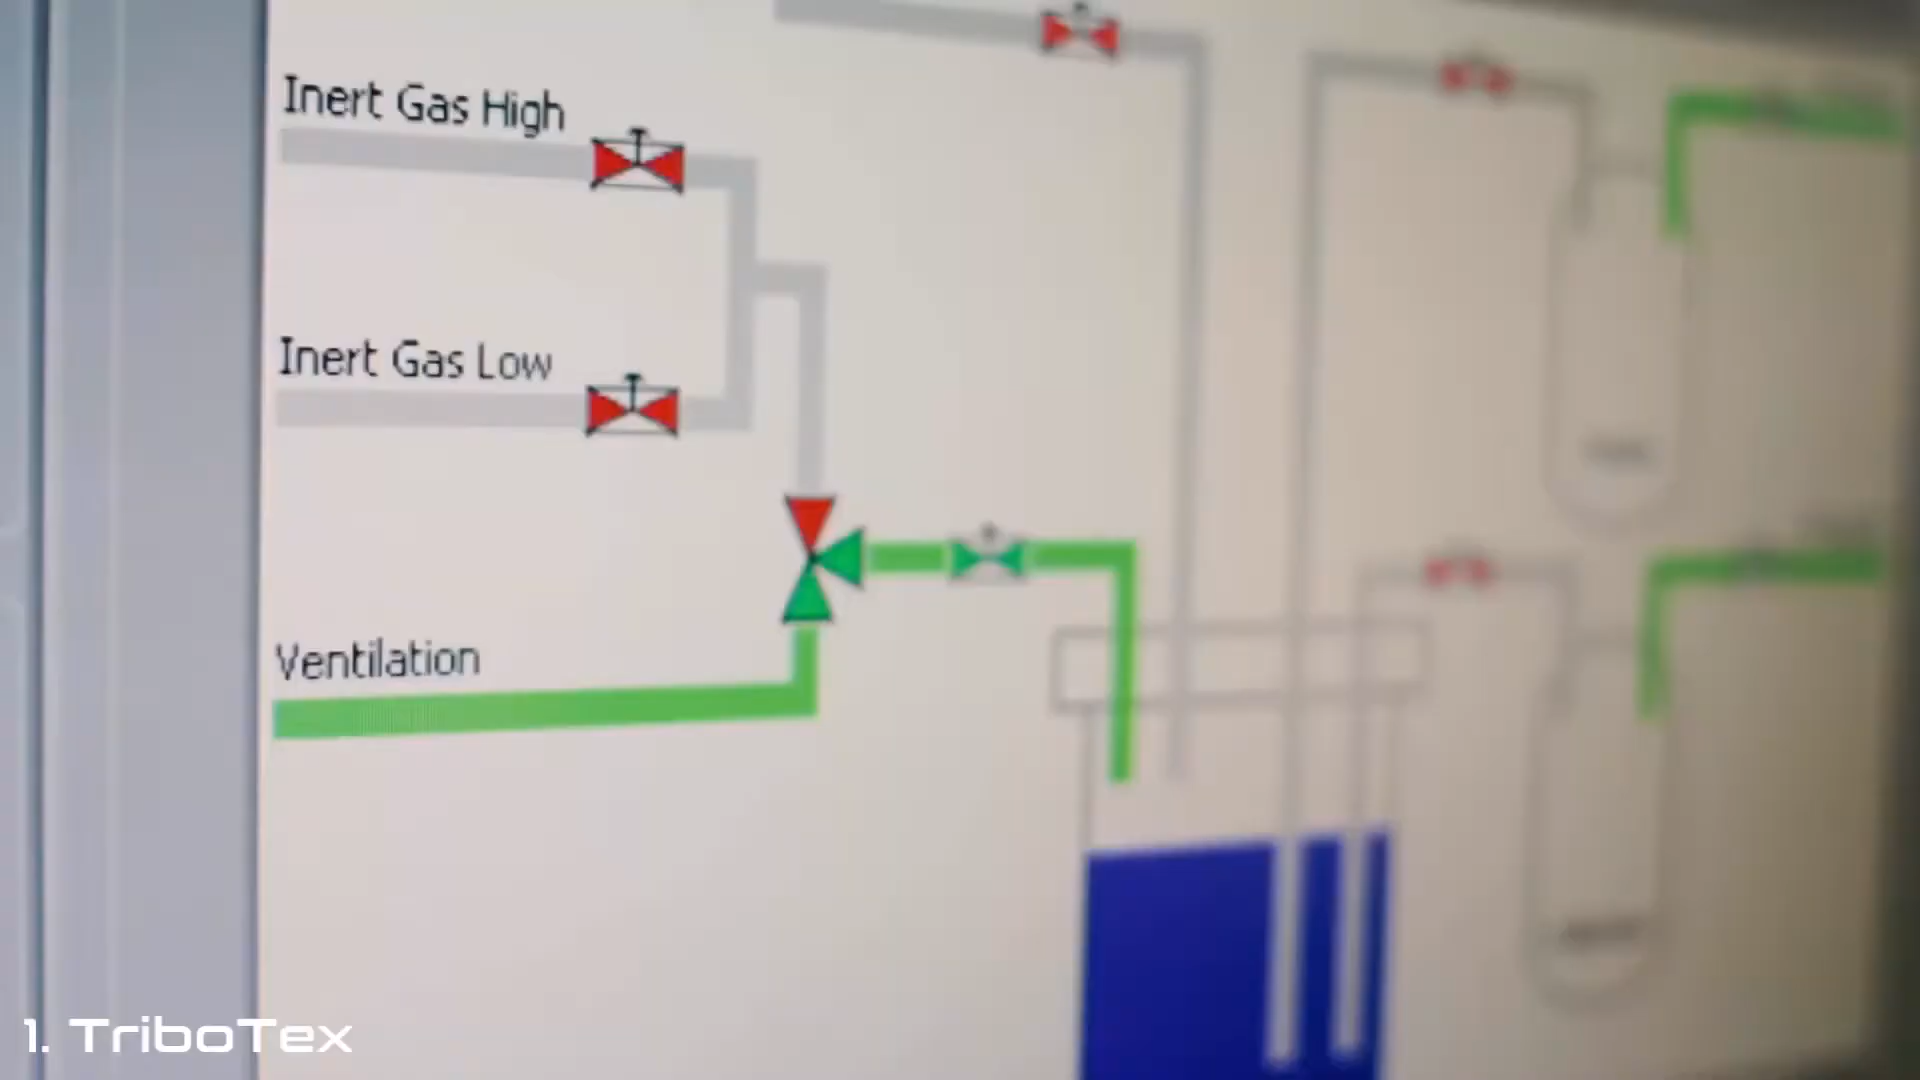 Inert Gas High
Inert Gas Low
Ventilation
1. TriboTex